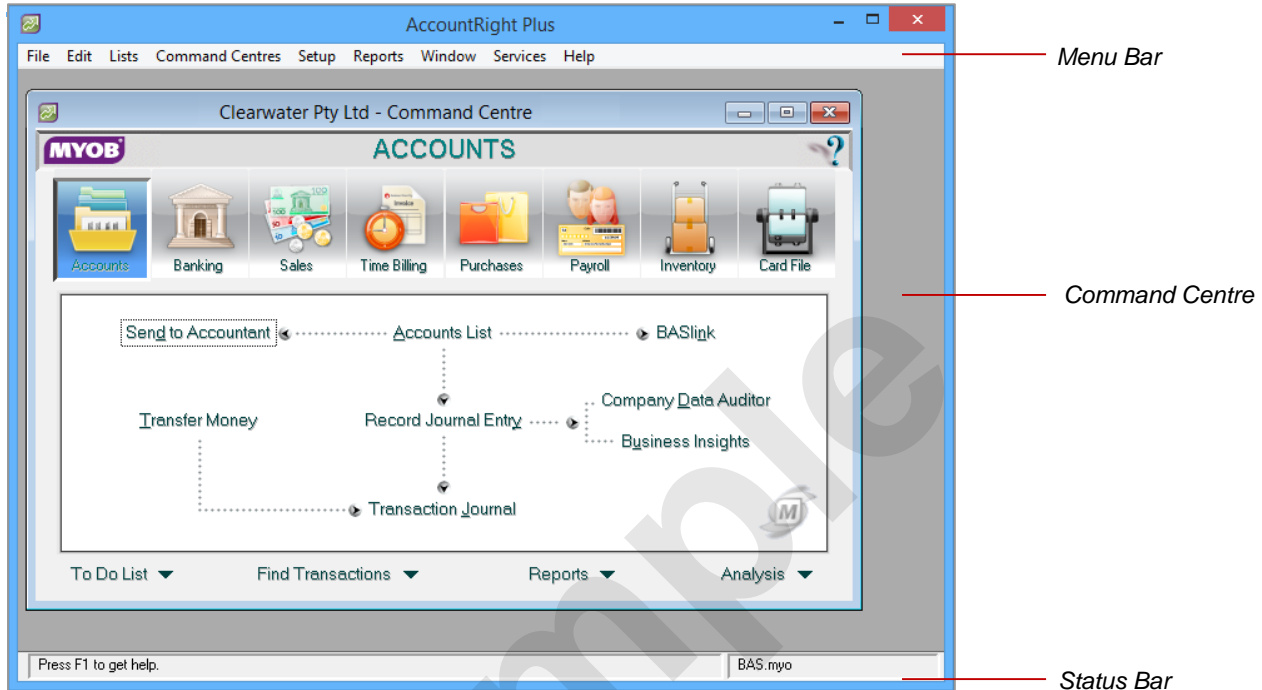 AccountRight Plus
File Edit Lists Command Centres Setup Reports Window Services Help
Menu Bar
Clearwater Pty Ltd - Command Centre
MYOB ACCOUNTS
Accounts Banking Sales Time Billing Purchases Payroll Inventory Card File
Command Centre
Send to Accountant Accounts List BASlink
Company Data Auditor
Transfer Money Record Journal Entry
Business Insights
Transaction Journal
To Do List Find Transactions Reports Analysis
Press F1 to get help. BAS.myo
Status Bar